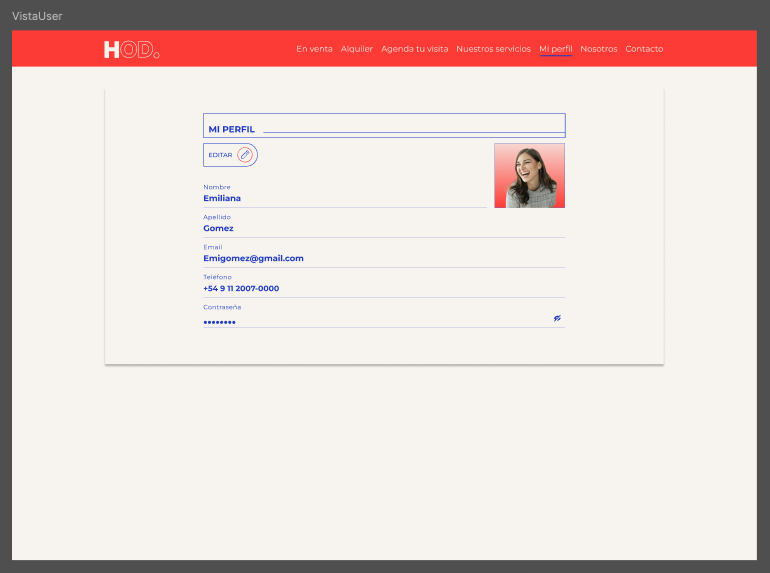 VistaUser
HOD.
En venta Alquiler Agenda tu visita Nuestros servicios Mi perfil Nosotros Contacto
MI PERFIL
EDITAR
Nombre
Emiliana
Apellido
Gomez
Email
Emigomez@gmail.com
Teléfono
+54 9 11 2007-0000
Contraseña
••••••••